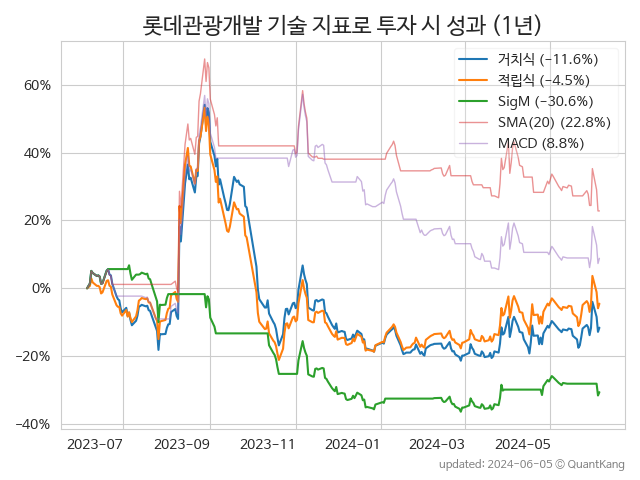 롯데관광개발 기술 지표로 투자 시 성과 (1년)
거치식 (−11.6%)
적립식 (−4.5%)
SigM (−30.6%)
SMA(20) (22.8%)
MACD (8.8%)
60%
40%
20%
0%
−20%
−40%
2023-07 2023-09 2023-11 2024-01 2024-03 2024-05
updated: 2024-06-05 © QuantKang